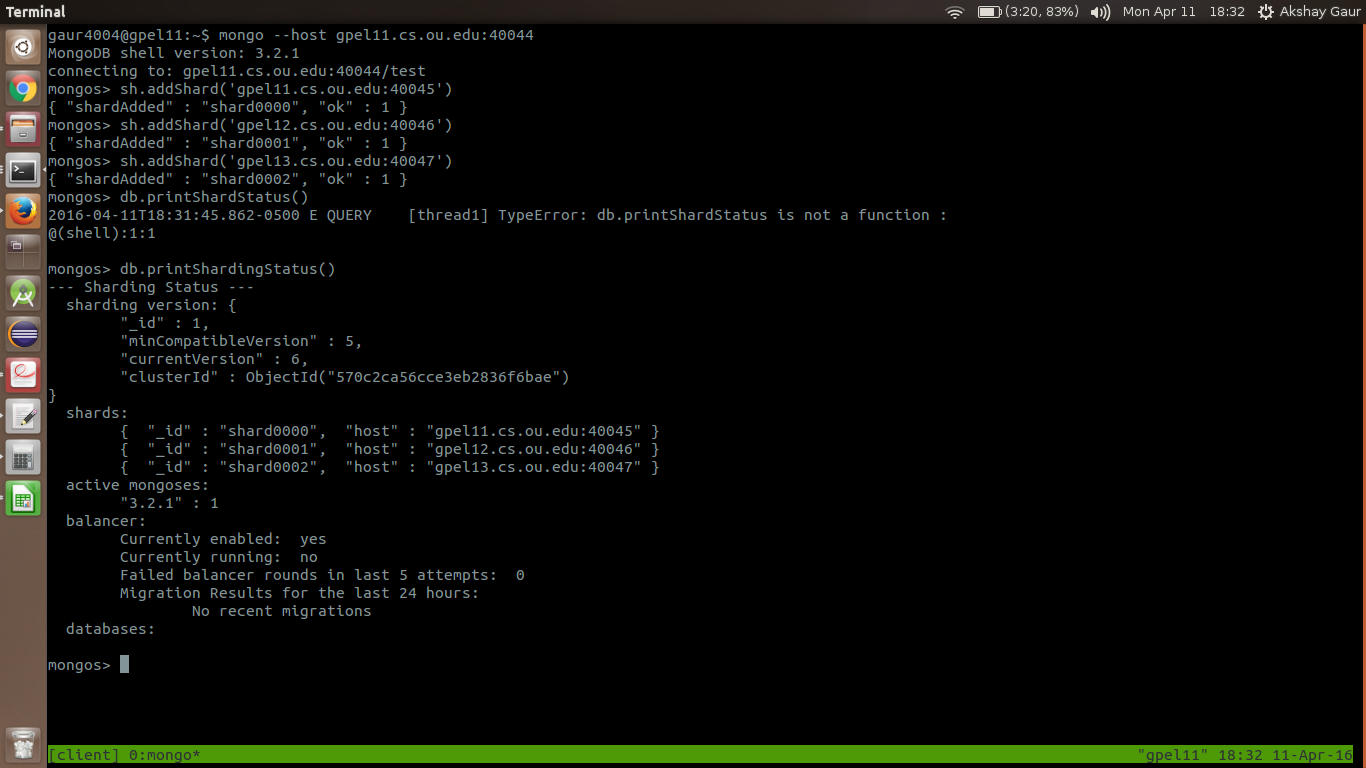 Terminal
(3:20, 83%) Mon Apr 11 18:32 Akshay Gaur
gaur4004@gpel11:~$ mongo --host gpel11.cs.ou.edu:40044
MongoDB shell version: 3.2.1
connecting to: gpel11.cs.ou.edu:40044/test
mongos> sh.addShard('gpel11.cs.ou.edu:40045')
{ "shardAdded" : "shard0000", "ok" : 1 }
mongos> sh.addShard('gpel12.cs.ou.edu:40046')
{ "shardAdded" : "shard0001", "ok" : 1 }
mongos> sh.addShard('gpel13.cs.ou.edu:40047')
{ "shardAdded" : "shard0002", "ok" : 1 }
mongos> db.printShardStatus()
2016-04-11T18:31:45.862-0500 E QUERY    [thread1] TypeError: db.printShardStatus is not a function :
@(shell):1:1
mongos> db.printShardingStatus()
--- Sharding Status ---
  sharding version: {
        "_id" : 1,
        "minCompatibleVersion" : 5,
        "currentVersion" : 6,
        "clusterId" : ObjectId("570c2ca56cce3eb2836f6bae")
}
  shards:
        {  "_id" : "shard0000",  "host" : "gpel11.cs.ou.edu:40045" }
        {  "_id" : "shard0001",  "host" : "gpel12.cs.ou.edu:40046" }
        {  "_id" : "shard0002",  "host" : "gpel13.cs.ou.edu:40047" }
  active mongoses:
        "3.2.1" : 1
  balancer:
        Currently enabled:  yes
        Currently running:  no
        Failed balancer rounds in last 5 attempts:  0
        Migration Results for the last 24 hours:
                No recent migrations
  databases:
mongos>
[client] 0:mongo* "gpel11" 18:32 11-Apr-16